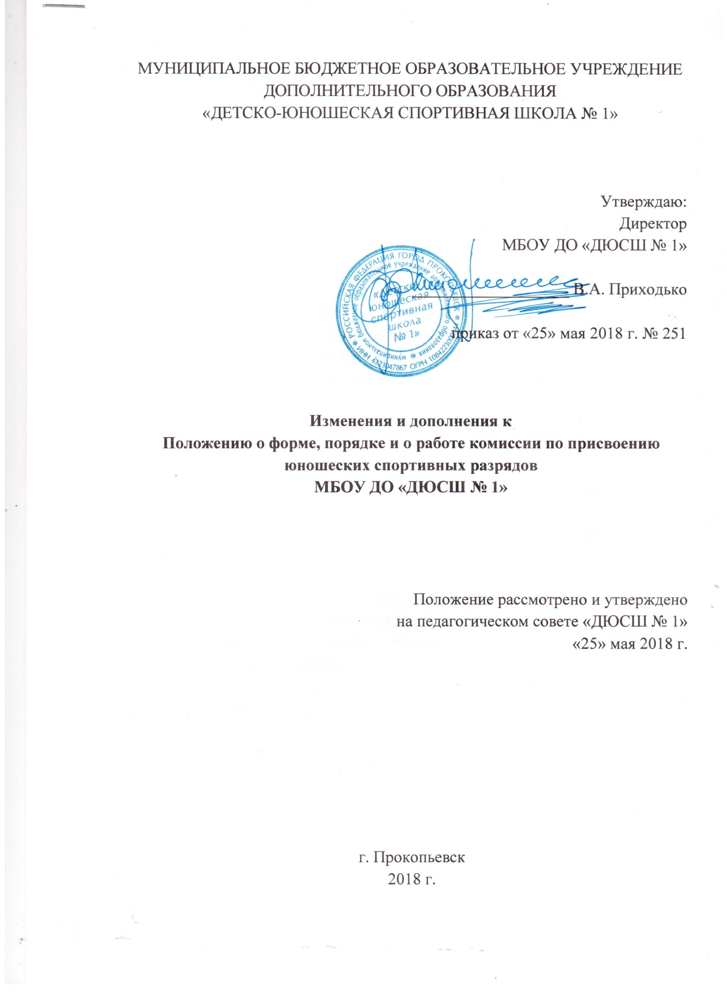 МУНИЦИПАЛЬНОЕ БЮДЖЕТНОЕ ОБРАЗОВАТЕЛЬНОЕ УЧРЕЖДЕНИЕ
ДОПОЛНИТЕЛЬНОГО ОБРАЗОВАНИЯ
«ДЕТСКО-ЮНОШЕСКАЯ СПОРТИВНАЯ ШКОЛА № 1»
Утверждаю:
Директор
МБОУ ДО «ДЮСШ № 1»
В.А. Приходько
приказ от «25» мая 2018 г. № 251
РОССИЙСКАЯ ФЕДЕРАЦИЯ ГОРОД ПРОКОПЬЕВСК
ИНН 4223047867 ОГРН
муниципальное бюджетное образовательное учреждение дополнительного образования
«Детско-
юношеская
спортивная
школа
№ 1»
Изменения и дополнения к
Положению о форме, порядке и о работе комиссии по присвоению
юношеских спортивных разрядов
МБОУ ДО «ДЮСШ № 1»
Положение рассмотрено и утверждено
на педагогическом совете «ДЮСШ № 1»
«25» мая 2018 г.
г. Прокопьевск
2018 г.